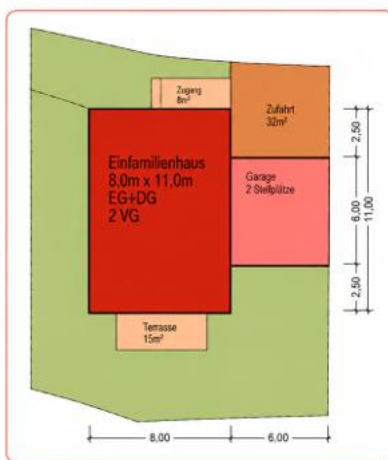 Zugang
8m²
Zufahrt
32m²
Einfamilienhaus
8,0m x 11,0m
EG+DG
2 VG
Garage
2 Stellplätze
2,50
6,00
11,00
2,50
Terrasse
15m²
8,00
6,00